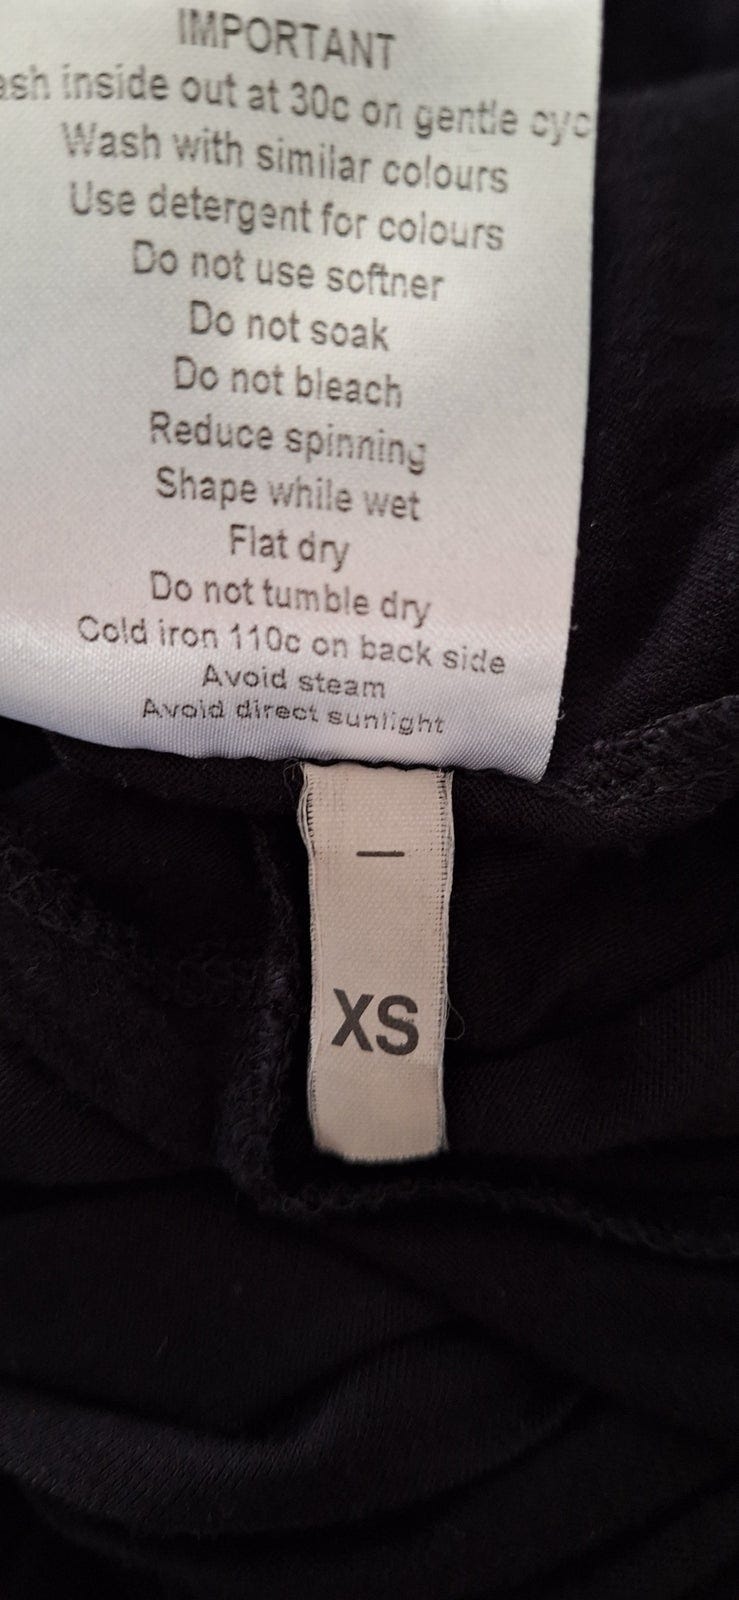 IMPORTANT
ash inside out at 30c on gentle cyc
Wash with similar colours
Use detergent for colours
Do not use softner
Do not soak
Do not bleach
Reduce spinning
Shape while wet
Flat dry
Do not tumble dry
Cold iron 110c on back side
Avoid steam
Avoid direct sunlight
XS